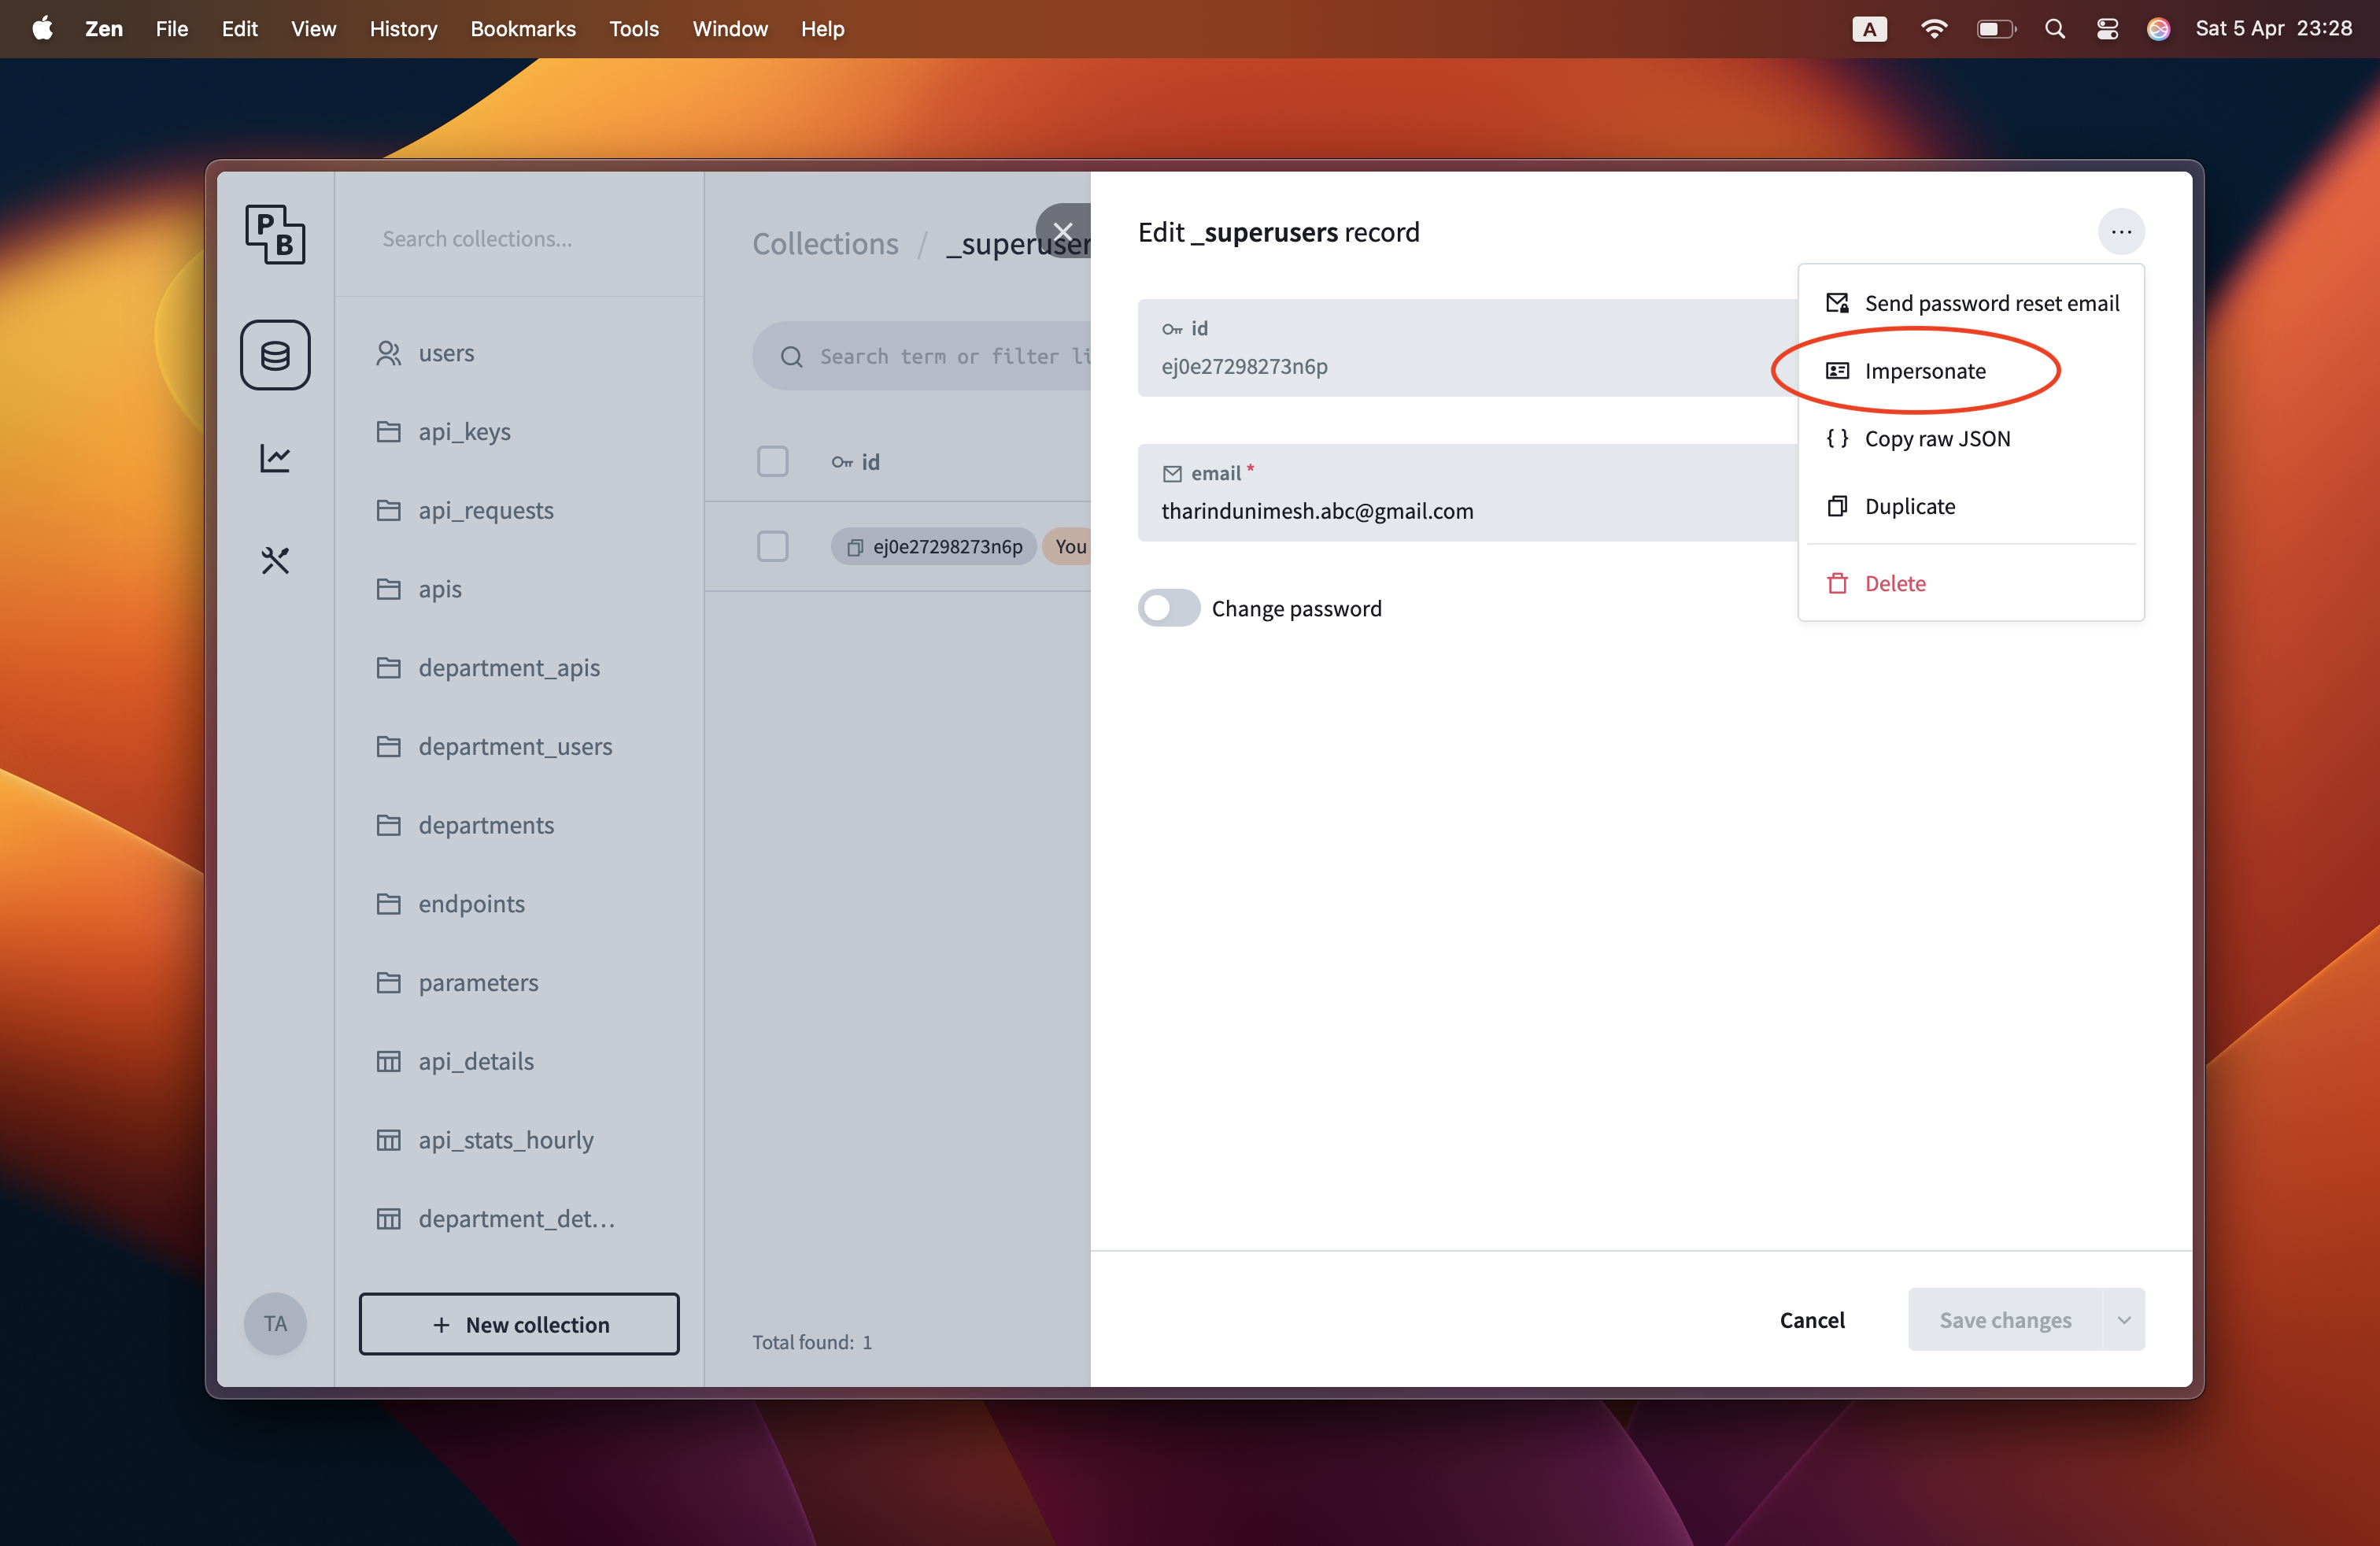 Zen File Edit View History Bookmarks Tools Window Help
A Sat 5 Apr 23:28
P
B
Search collections...
users
api_keys
api_requests
apis
department_apis
department_users
departments
endpoints
parameters
api_details
api_stats_hourly
department_det...
+ New collection
TA
Collections / _superuser
Search term or filter li
id
ej0e27298273n6p You
Total found: 1
Edit _superusers record
id
ej0e27298273n6p
email *
tharindunimesh.abc@gmail.com
Change password
Send password reset email
Impersonate
{ } Copy raw JSON
Duplicate
Delete
Cancel
Save changes